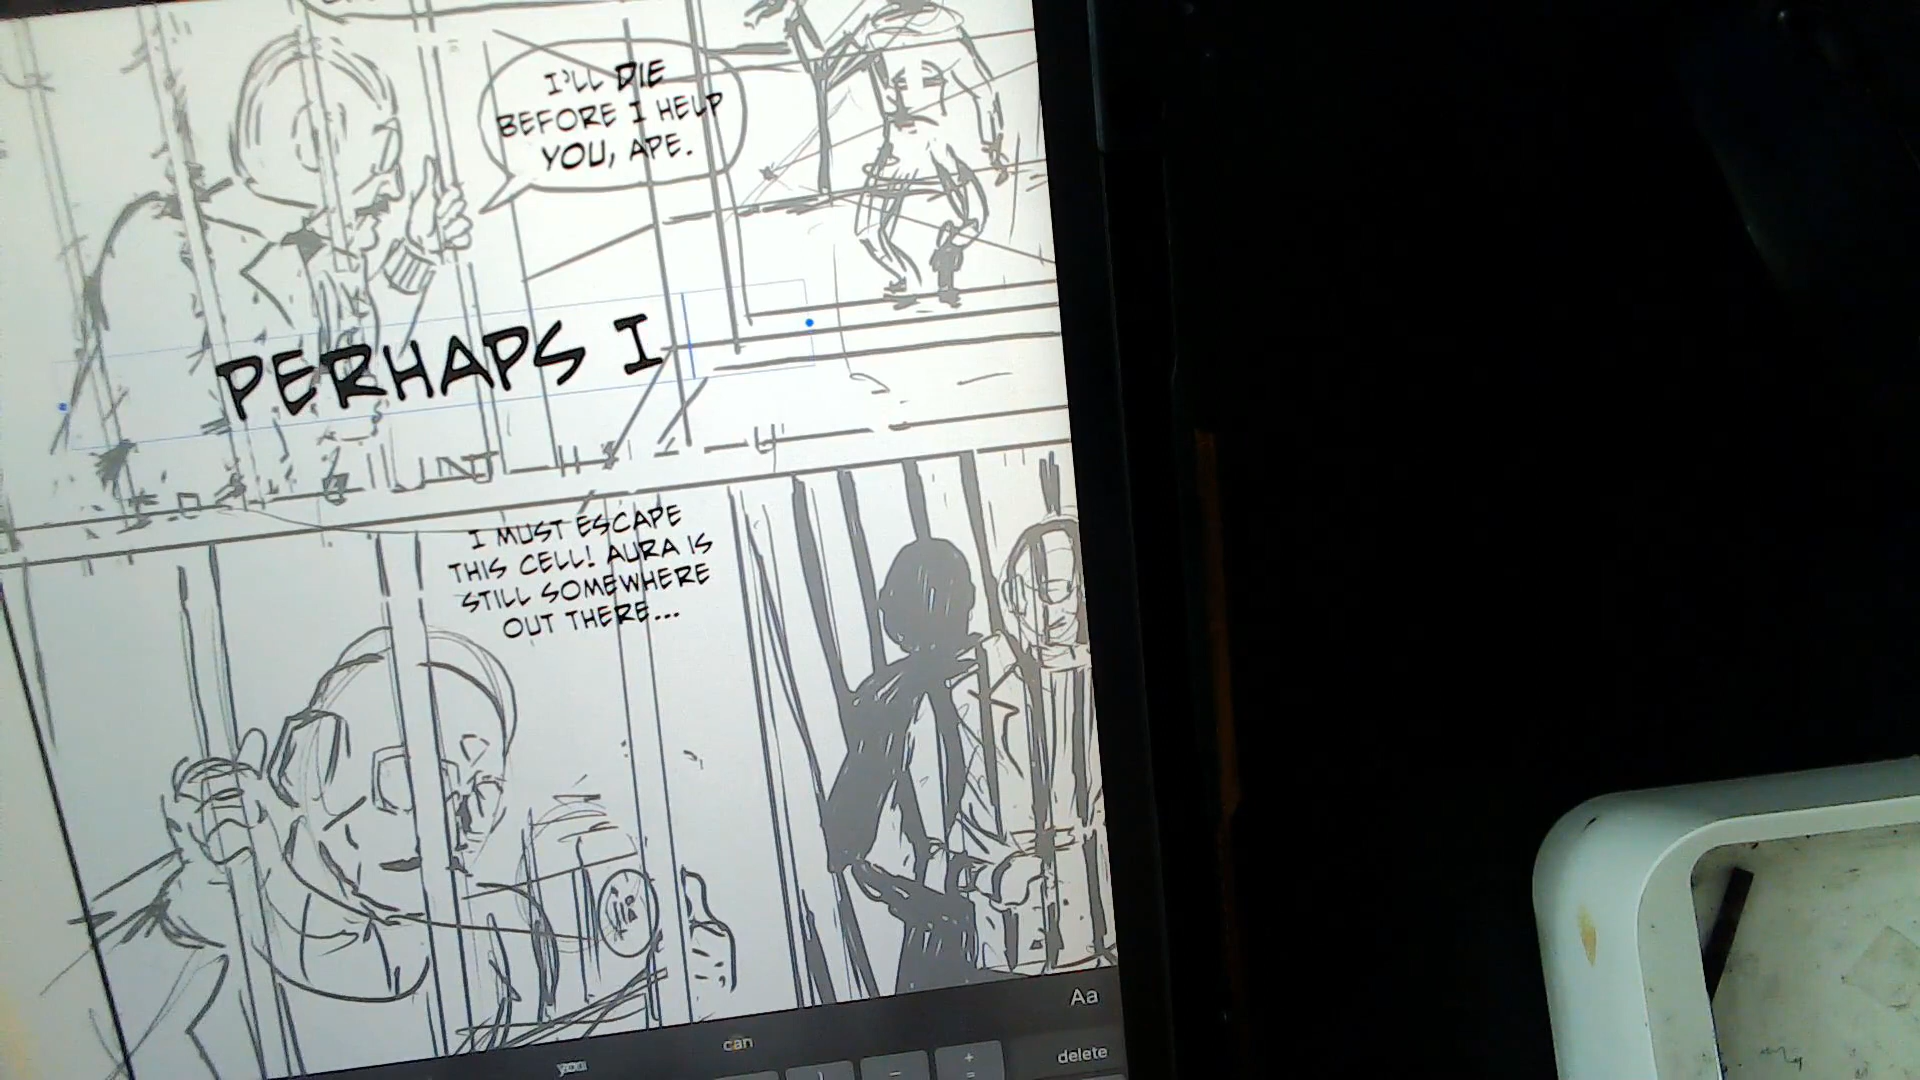 I'LL DIE
BEFORE I HELP
YOU, APE.
PERHAPS I
I MUST ESCAPE
THIS CELL! AURA IS
STILL SOMEWHERE
OUT THERE...
Aa
you
can
delete
)
–
+
=